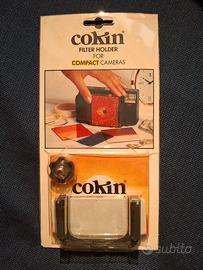 cokin
FILTER HOLDER
FOR
COMPACT CAMERAS
cokin
subito